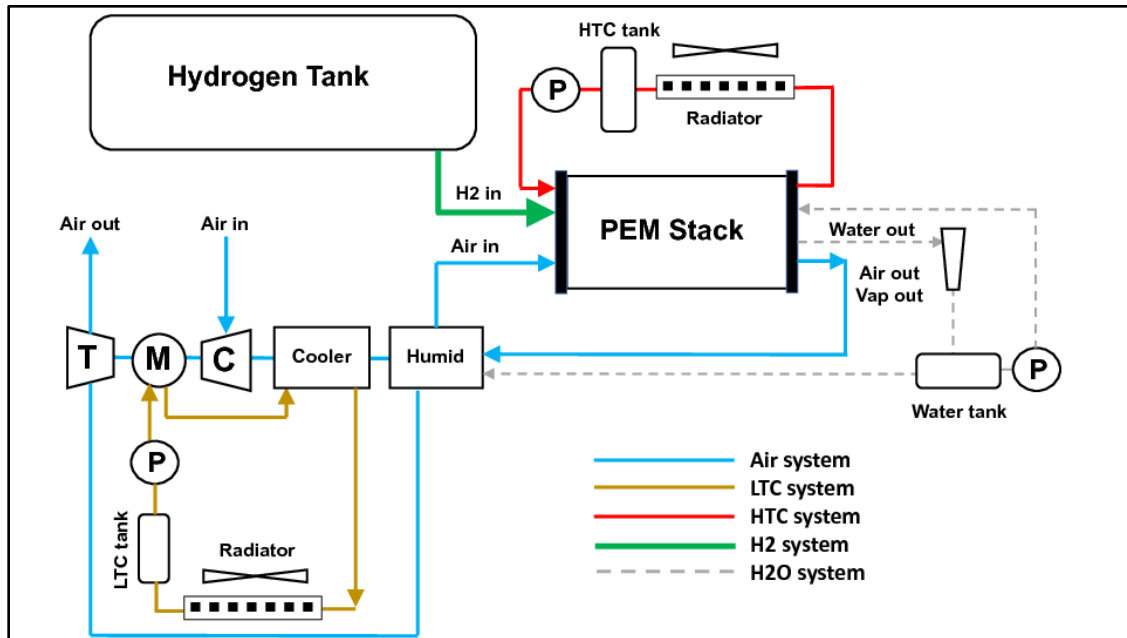 HTC tank
Hydrogen Tank
P
Radiator
H2 in
Air out
Air in
Air in
PEM Stack
Water out
Air out
Vap out
T
M
C
Cooler
Humid
P
Water tank
P
LTC tank
Radiator
Air system
LTC system
HTC system
H2 system
H2O system